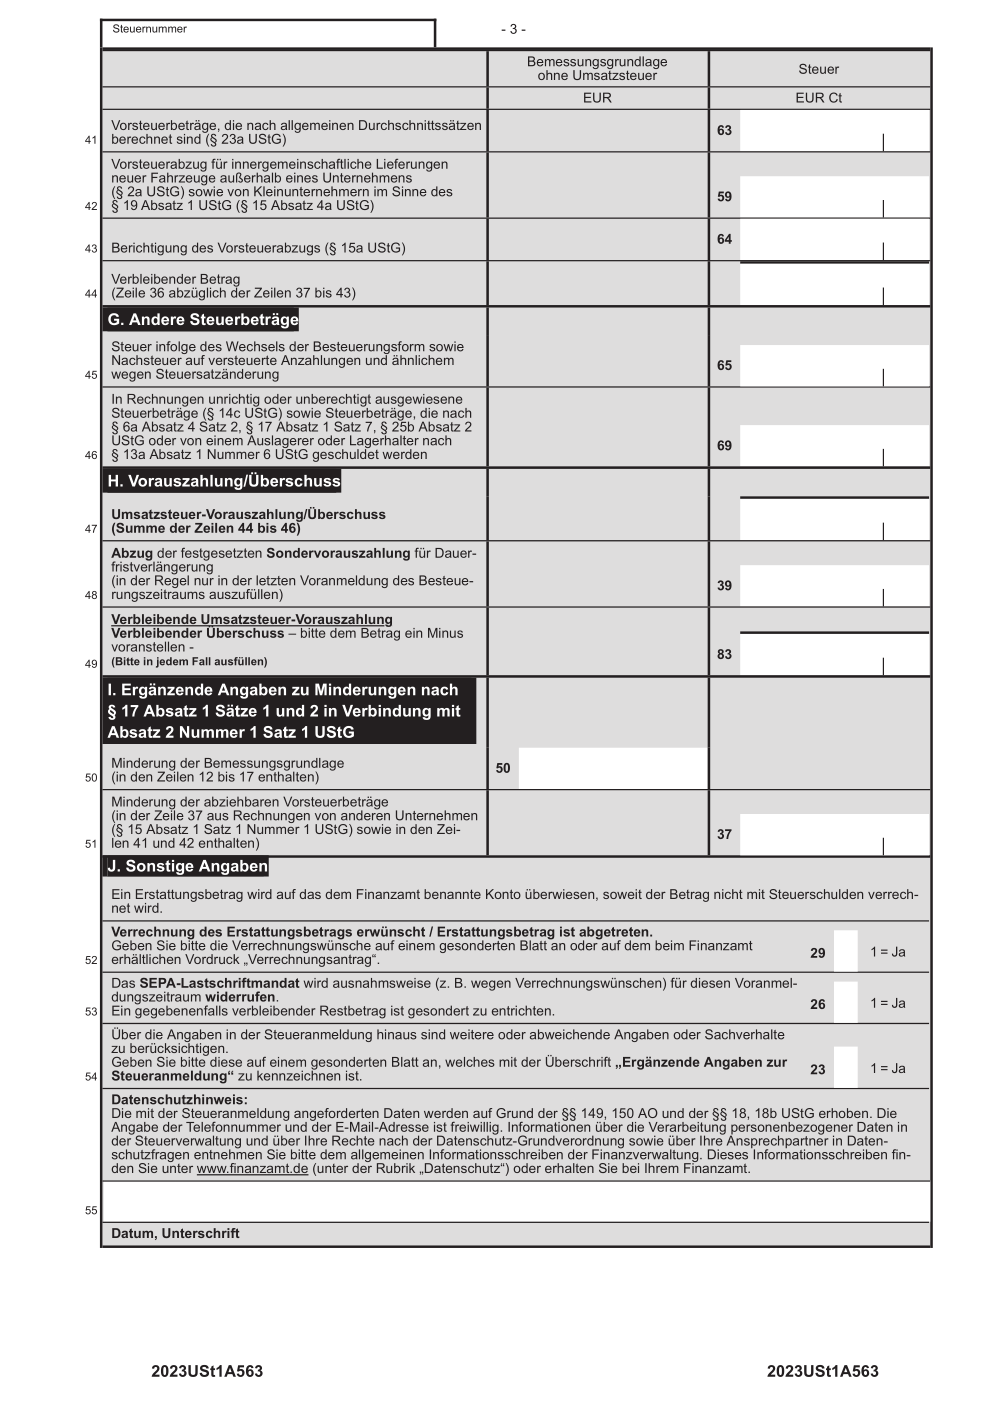 Steuernummer
- 3 -
Bemessungsgrundlage
ohne Umsatzsteuer
Steuer
EUR
EUR Ct
41
Vorsteuerbeträge, die nach allgemeinen Durchschnittssätzen
berechnet sind (§ 23a UStG)
63
42
Vorsteuerabzug für innergemeinschaftliche Lieferungen
neuer Fahrzeuge außerhalb eines Unternehmens
(§ 2a UStG) sowie von Kleinunternehmern im Sinne des
§ 19 Absatz 1 UStG (§ 15 Absatz 4a UStG)
59
43
Berichtigung des Vorsteuerabzugs (§ 15a UStG)
64
44
Verbleibender Betrag
(Zeile 36 abzüglich der Zeilen 37 bis 43)
G. Andere Steuerbeträge
45
Steuer infolge des Wechsels der Besteuerungsform sowie
Nachsteuer auf versteuerte Anzahlungen und ähnlichem
wegen Steuersatzänderung
65
46
In Rechnungen unrichtig oder unberechtigt ausgewiesene
Steuerbeträge (§ 14c UStG) sowie Steuerbeträge, die nach
§ 6a Absatz 4 Satz 2, § 17 Absatz 1 Satz 7, § 25b Absatz 2
UStG oder von einem Auslagerer oder Lagerhalter nach
§ 13a Absatz 1 Nummer 6 UStG geschuldet werden
69
H. Vorauszahlung/Überschuss
47
Umsatzsteuer-Vorauszahlung/Überschuss
(Summe der Zeilen 44 bis 46)
48
Abzug der festgesetzten Sondervorauszahlung für Dauer-
fristverlängerung
(in der Regel nur in der letzten Voranmeldung des Besteue-
rungszeitraums auszufüllen)
39
49
Verbleibende Umsatzsteuer-Vorauszahlung
Verbleibender Überschuss – bitte dem Betrag ein Minus
voranstellen -
(Bitte in jedem Fall ausfüllen)
83
I. Ergänzende Angaben zu Minderungen nach
§ 17 Absatz 1 Sätze 1 und 2 in Verbindung mit
Absatz 2 Nummer 1 Satz 1 UStG
50
Minderung der Bemessungsgrundlage
(in den Zeilen 12 bis 17 enthalten)
50
51
Minderung der abziehbaren Vorsteuerbeträge
(in der Zeile 37 aus Rechnungen von anderen Unternehmen
(§ 15 Absatz 1 Satz 1 Nummer 1 UStG) sowie in den Zei-
len 41 und 42 enthalten)
37
J. Sonstige Angaben
Ein Erstattungsbetrag wird auf das dem Finanzamt benannte Konto überwiesen, soweit der Betrag nicht mit Steuerschulden verrech-
net wird.
52
Verrechnung des Erstattungsbetrags erwünscht / Erstattungsbetrag ist abgetreten.
Geben Sie bitte die Verrechnungswünsche auf einem gesonderten Blatt an oder auf dem beim Finanzamt
erhältlichen Vordruck „Verrechnungsantrag“.
29
1 = Ja
53
Das SEPA-Lastschriftmandat wird ausnahmsweise (z. B. wegen Verrechnungswünschen) für diesen Voranmel-
dungszeitraum widerrufen.
Ein gegebenenfalls verbleibender Restbetrag ist gesondert zu entrichten.
26
1 = Ja
54
Über die Angaben in der Steueranmeldung hinaus sind weitere oder abweichende Angaben oder Sachverhalte
zu berücksichtigen.
Geben Sie bitte diese auf einem gesonderten Blatt an, welches mit der Überschrift „Ergänzende Angaben zur
Steueranmeldung“ zu kennzeichnen ist.
23
1 = Ja
Datenschutzhinweis:
Die mit der Steueranmeldung angeforderten Daten werden auf Grund der §§ 149, 150 AO und der §§ 18, 18b UStG erhoben. Die
Angabe der Telefonnummer und der E-Mail-Adresse ist freiwillig. Informationen über die Verarbeitung personenbezogener Daten in
der Steuerverwaltung und über Ihre Rechte nach der Datenschutz-Grundverordnung sowie über Ihre Ansprechpartner in Daten-
schutzfragen entnehmen Sie bitte dem allgemeinen Informationsschreiben der Finanzverwaltung. Dieses Informationsschreiben fin-
den Sie unter www.finanzamt.de (unter der Rubrik „Datenschutz“) oder erhalten Sie bei Ihrem Finanzamt.
55
Datum, Unterschrift
2023USt1A563
2023USt1A563